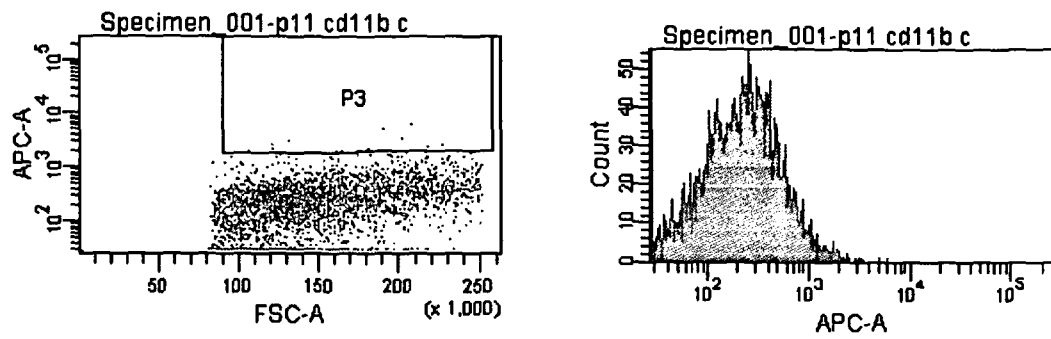 Specimen_001-p11 cd11b c
APC-A
10^5
10^4
10^3
10^2
P3
50 100 150 200 250
FSC-A (x 1,000)
Specimen_001-p11 cd11b c
Count
50
40
30
20
10
0
10^2 10^3 10^4 10^5
APC-A